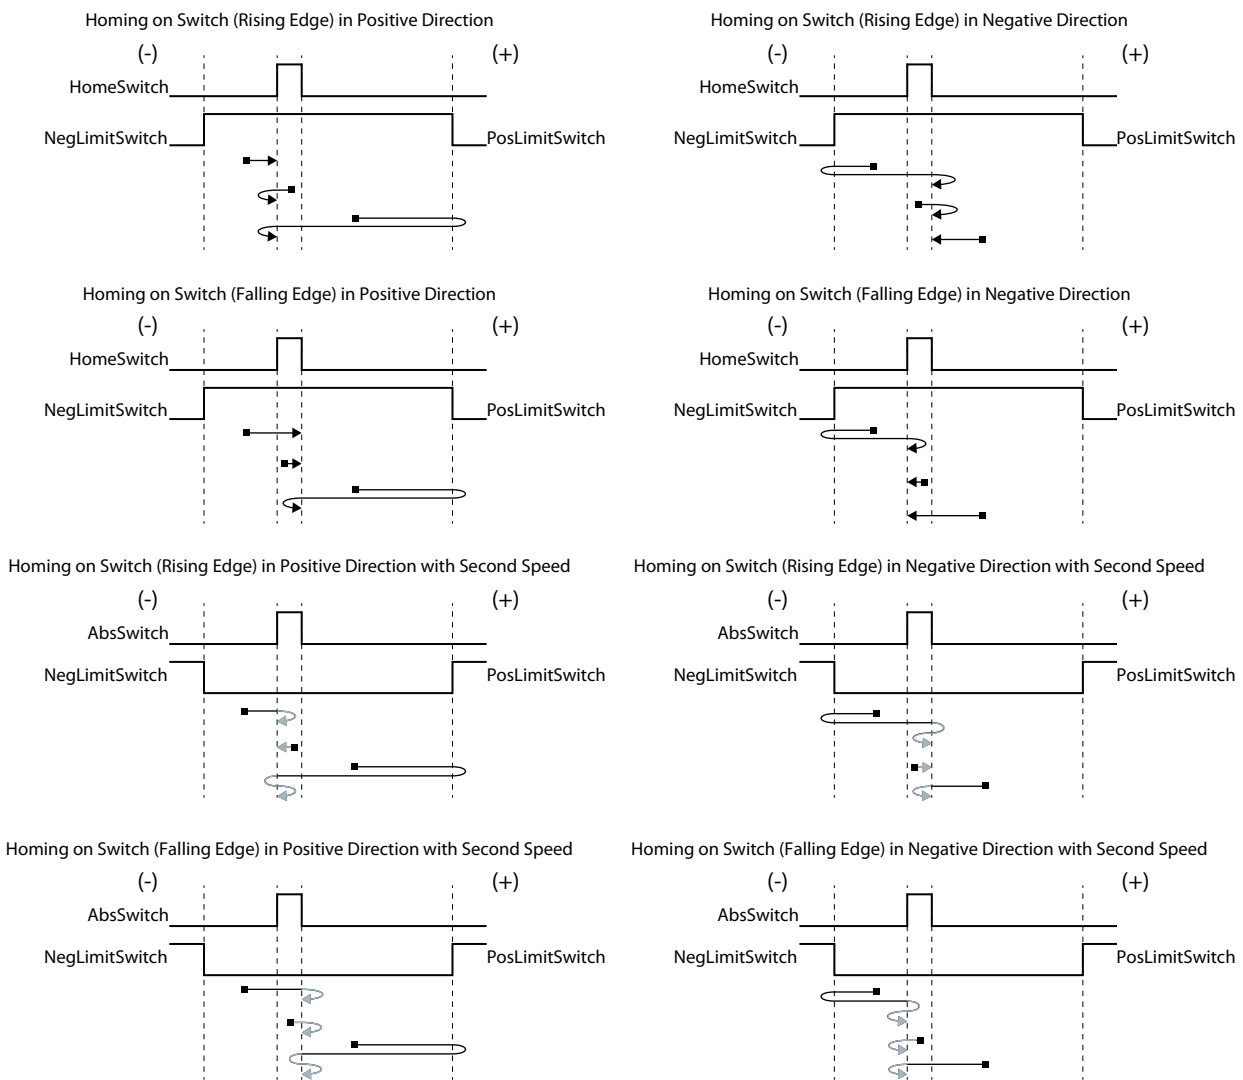 Homing on Switch (Rising Edge) in Positive Direction
(-) (+)
HomeSwitch
NegLimitSwitch PosLimitSwitch
Homing on Switch (Rising Edge) in Negative Direction
(-) (+)
HomeSwitch
NegLimitSwitch PosLimitSwitch
Homing on Switch (Falling Edge) in Positive Direction
(-) (+)
HomeSwitch
NegLimitSwitch PosLimitSwitch
Homing on Switch (Falling Edge) in Negative Direction
(-) (+)
HomeSwitch
NegLimitSwitch PosLimitSwitch
Homing on Switch (Rising Edge) in Positive Direction with Second Speed
(-) (+)
AbsSwitch
NegLimitSwitch PosLimitSwitch
Homing on Switch (Rising Edge) in Negative Direction with Second Speed
(-) (+)
AbsSwitch
NegLimitSwitch PosLimitSwitch
Homing on Switch (Falling Edge) in Positive Direction with Second Speed
(-) (+)
AbsSwitch
NegLimitSwitch PosLimitSwitch
Homing on Switch (Falling Edge) in Negative Direction with Second Speed
(-) (+)
AbsSwitch
NegLimitSwitch PosLimitSwitch